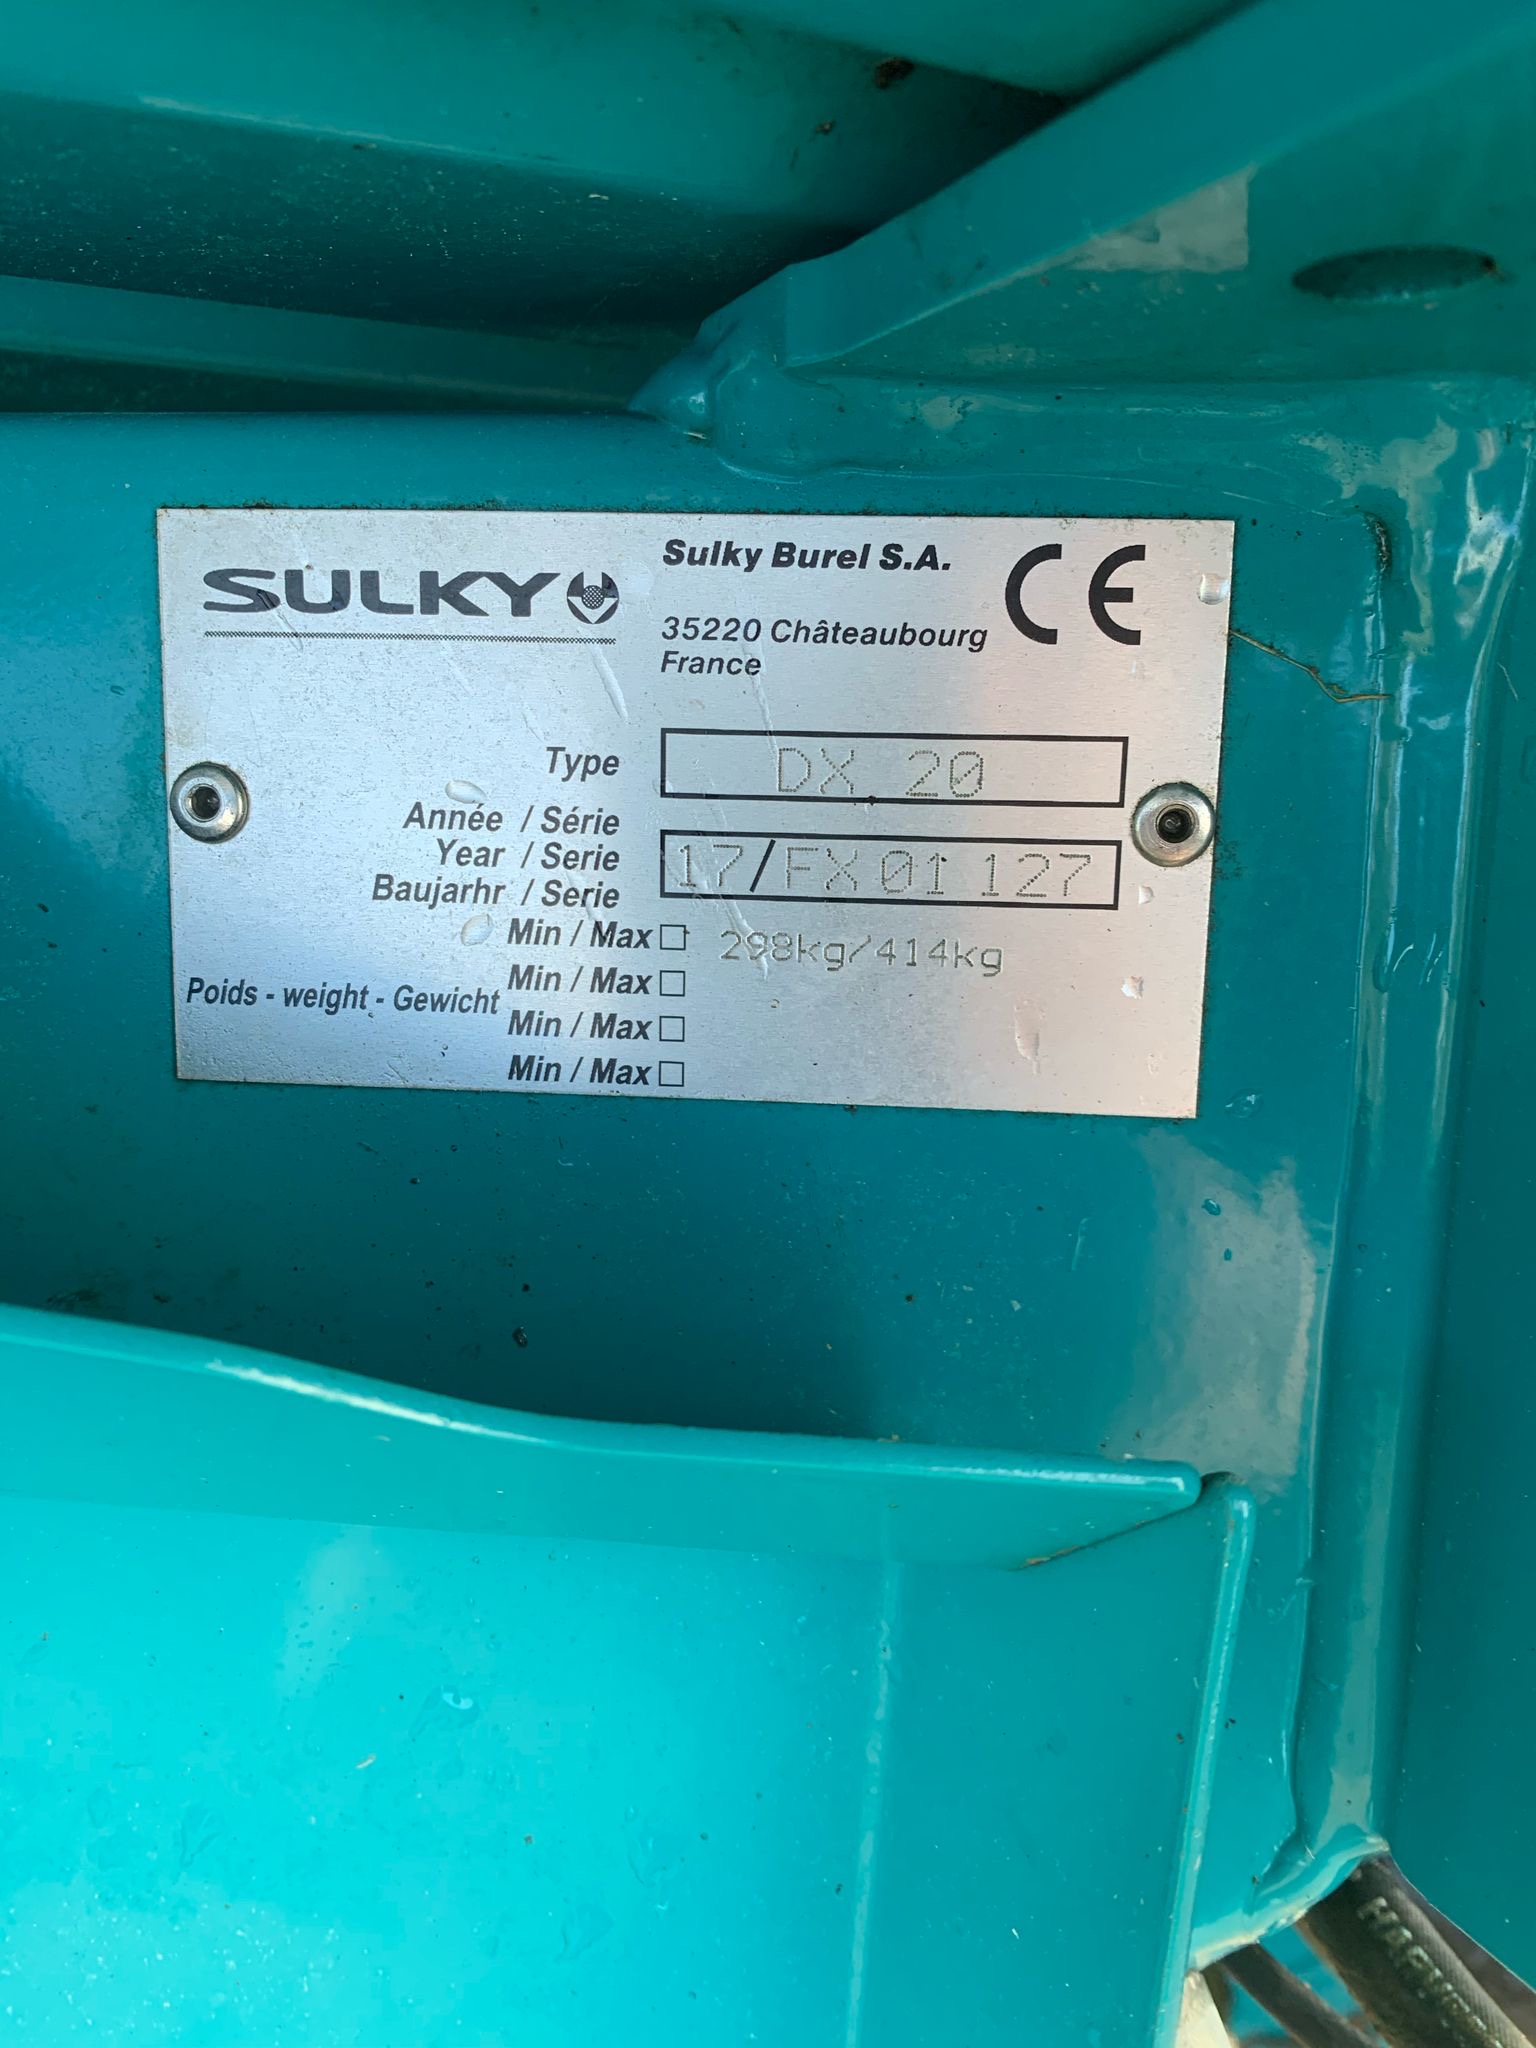 SULKY
Sulky Burel S.A.
35220 Châteaubourg
France
CE
Type DX 20
Année / Série
Year / Serie 17/FX 01 127
Baujarhr / Serie
Min / Max □ 298kg/414kg
Poids - weight - Gewicht Min / Max □
Min / Max □
Min / Max □